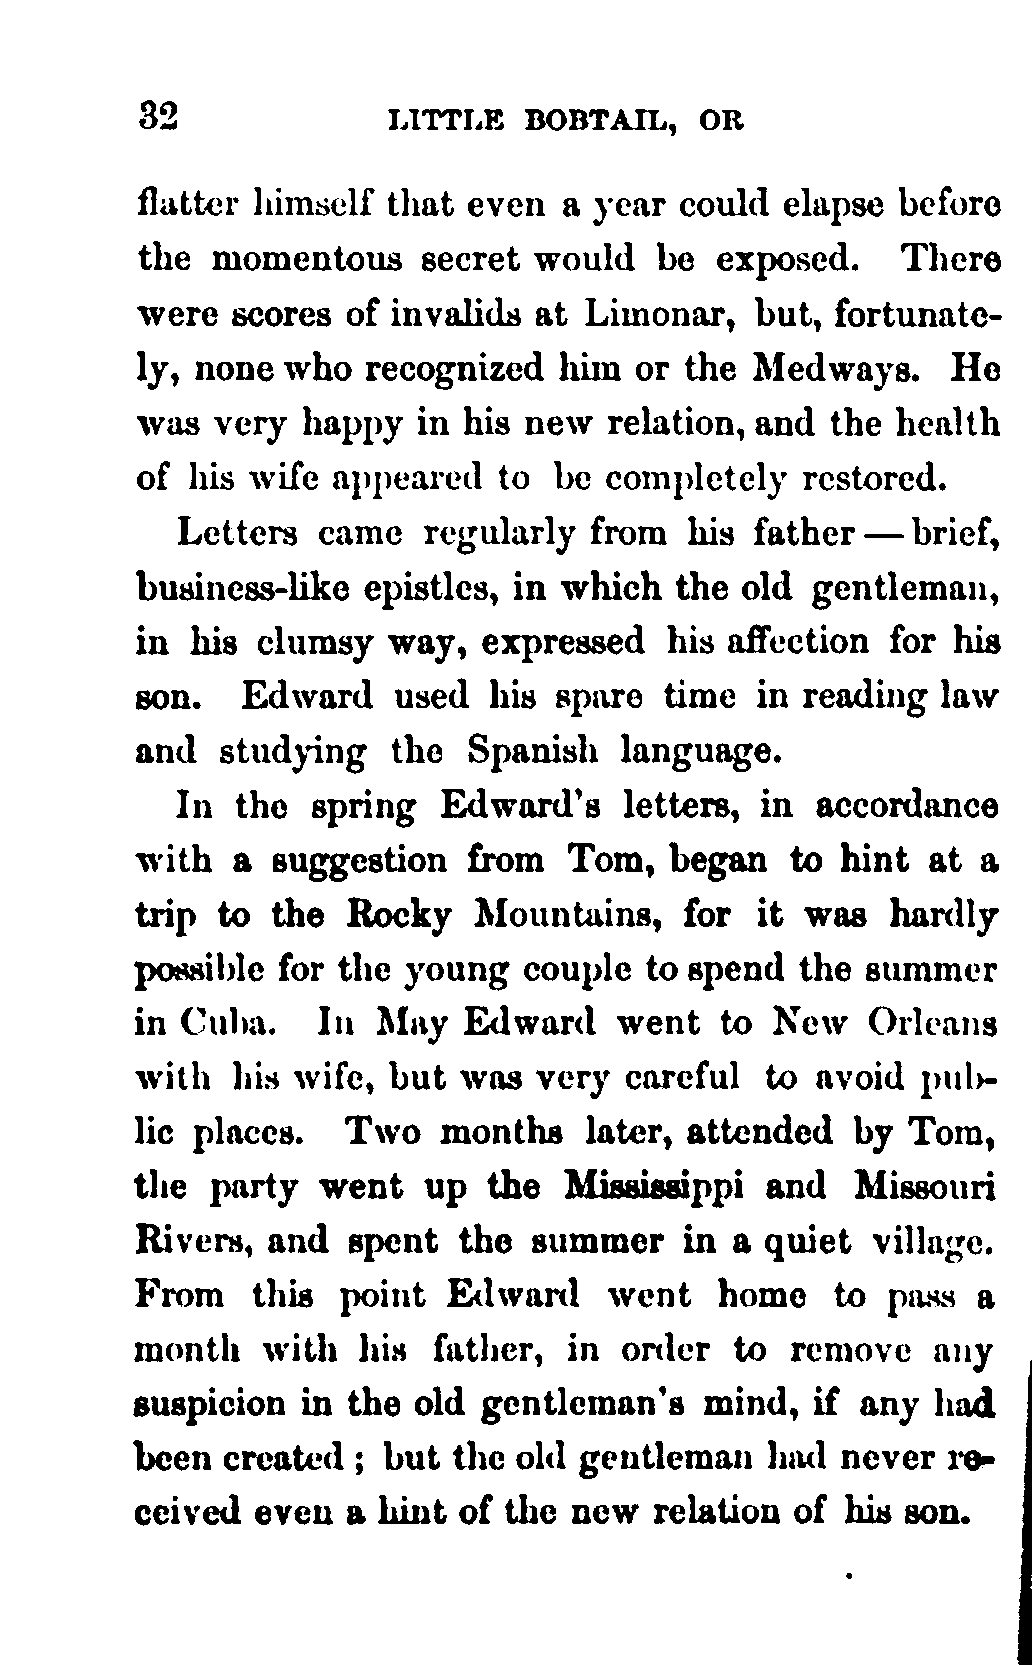 32 LITTLE BOBTAIL, OR
flatter himself that even a year could elapse before
the momentous secret would be exposed. There
were scores of invalids at Limonar, but, fortunate-
ly, none who recognized him or the Medways. He
was very happy in his new relation, and the health
of his wife appeared to be completely restored.
Letters came regularly from his father — brief,
business-like epistles, in which the old gentleman,
in his clumsy way, expressed his affection for his
son. Edward used his spare time in reading law
and studying the Spanish language.
In the spring Edward's letters, in accordance
with a suggestion from Tom, began to hint at a
trip to the Rocky Mountains, for it was hardly
possible for the young couple to spend the summer
in Cuba. In May Edward went to New Orleans
with his wife, but was very careful to avoid pub-
lic places. Two months later, attended by Tom,
the party went up the Mississippi and Missouri
Rivers, and spent the summer in a quiet village.
From this point Edward went home to pass a
month with his father, in order to remove any
suspicion in the old gentleman's mind, if any had
been created ; but the old gentleman had never re-
ceived even a hint of the new relation of his son.